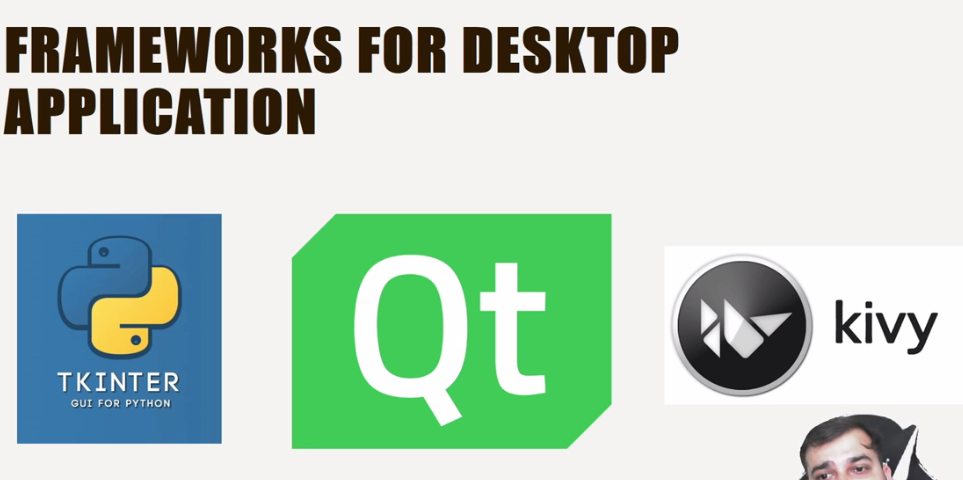 FRAMEWORKS FOR DESKTOP
APPLICATION
TKINTER
GUI FOR PYTHON
Qt
kivy